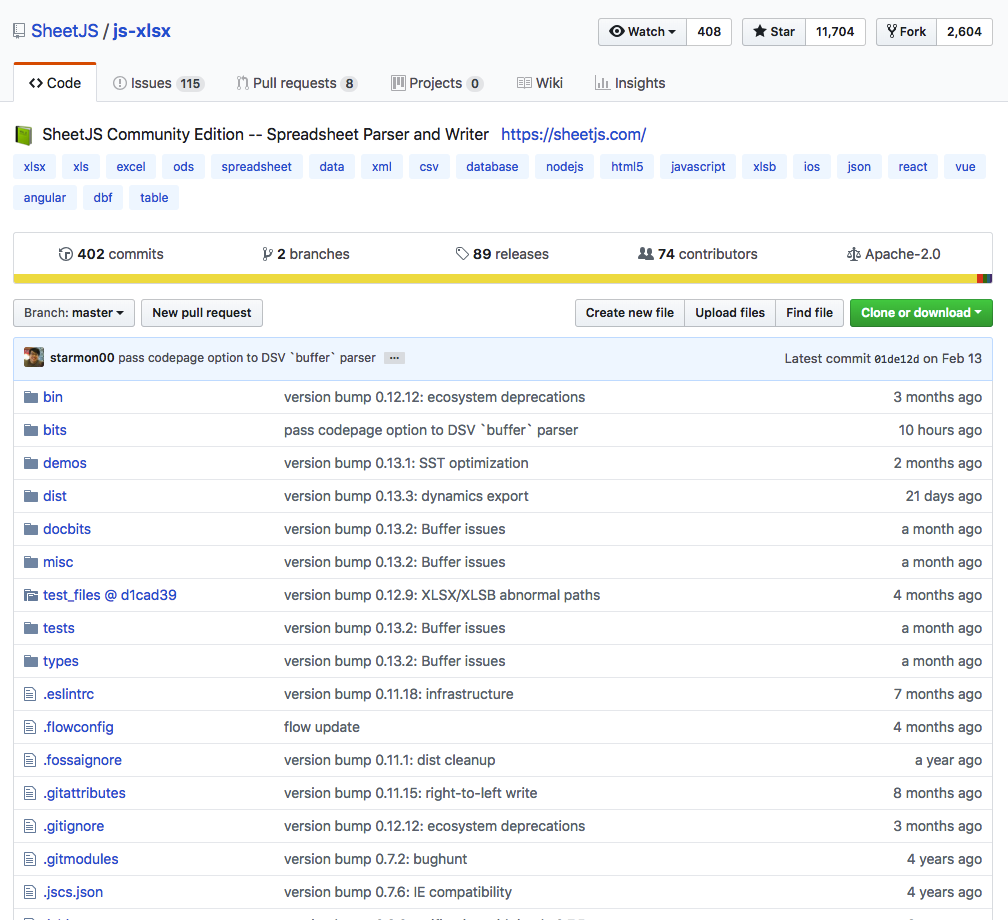 SheetJS / js-xlsx Watch 408 Star 11,704 Fork 2,604
Code Issues 115 Pull requests 8 Projects 0 Wiki Insights
SheetJS Community Edition -- Spreadsheet Parser and Writer https://sheetjs.com/
xlsx xls excel ods spreadsheet data xml csv database nodejs html5 javascript xlsb ios json react vue
angular dbf table
402 commits 2 branches 89 releases 74 contributors Apache-2.0
Branch: master New pull request Create new file Upload files Find file Clone or download
starmon00 pass codepage option to DSV `buffer` parser ... Latest commit 01de12d on Feb 13
bin version bump 0.12.12: ecosystem deprecations 3 months ago
bits pass codepage option to DSV `buffer` parser 10 hours ago
demos version bump 0.13.1: SST optimization 2 months ago
dist version bump 0.13.3: dynamics export 21 days ago
docbits version bump 0.13.2: Buffer issues a month ago
misc version bump 0.13.2: Buffer issues a month ago
test_files @ d1cad39 version bump 0.12.9: XLSX/XLSB abnormal paths 4 months ago
tests version bump 0.13.2: Buffer issues a month ago
types version bump 0.13.2: Buffer issues a month ago
.eslintrc version bump 0.11.18: infrastructure 7 months ago
.flowconfig flow update 4 months ago
.fossaignore version bump 0.11.1: dist cleanup a year ago
.gitattributes version bump 0.11.15: right-to-left write 8 months ago
.gitignore version bump 0.12.12: ecosystem deprecations 3 months ago
.gitmodules version bump 0.7.2: bughunt 4 years ago
.jscs.json version bump 0.7.6: IE compatibility 4 years ago